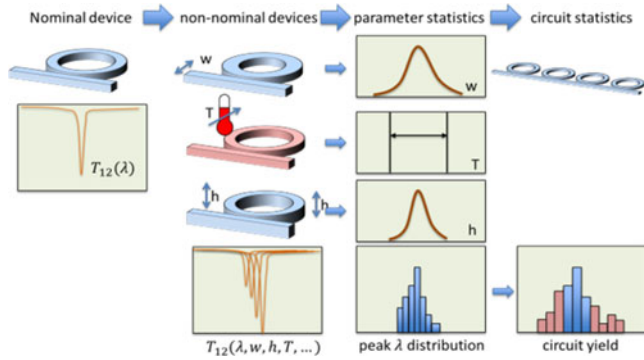 Nominal device
non-nominal devices
parameter statistics
circuit statistics
w
w
T₁₂(λ)
T
T
h
h
h
T₁₂(λ, w, h, T, ...)
peak λ distribution
circuit yield